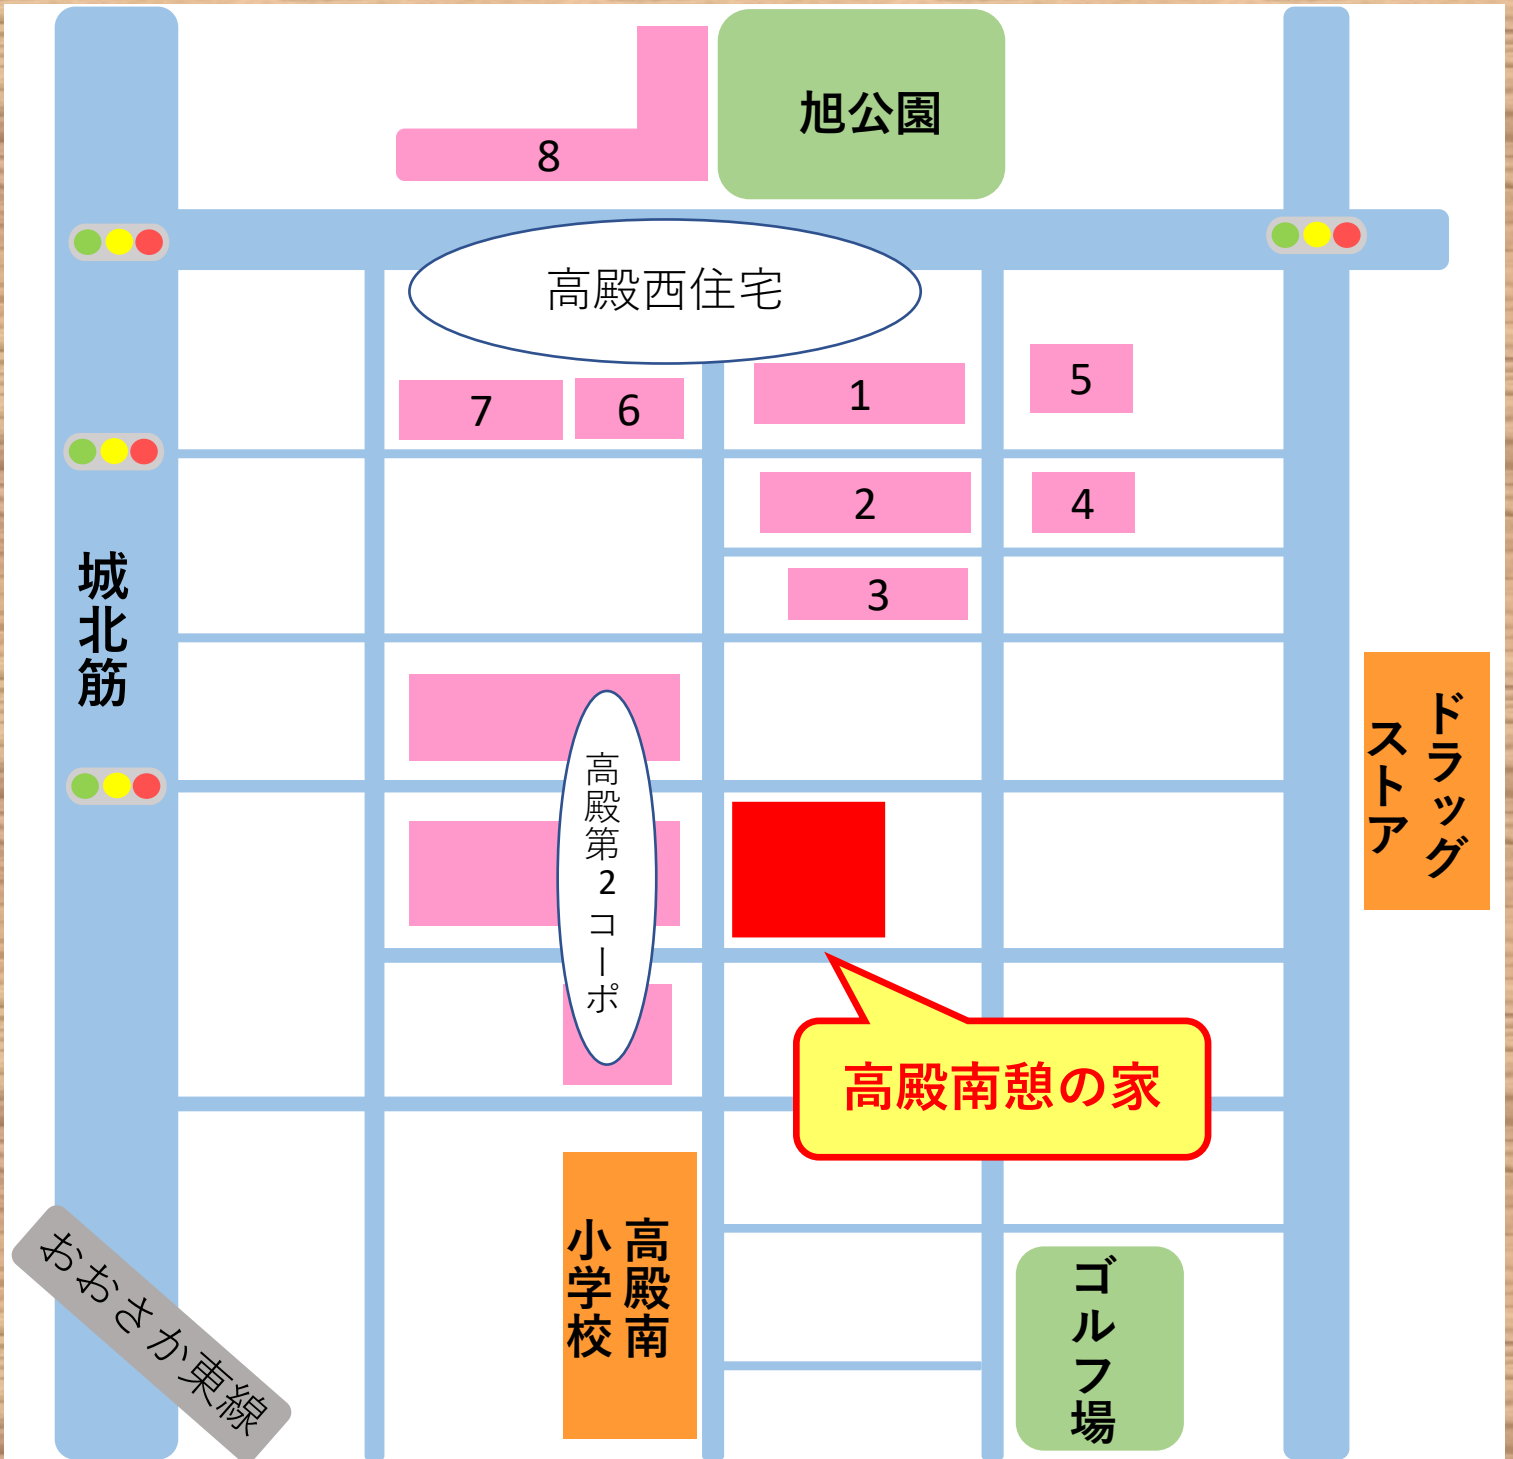 旭公園
8
高殿西住宅
7
6
1
5
2
4
3
城北筋
ドラッグ
ストア
高殿第2コーポ
高殿南憩の家
高殿南
小学校
ゴルフ場
おおさか東線